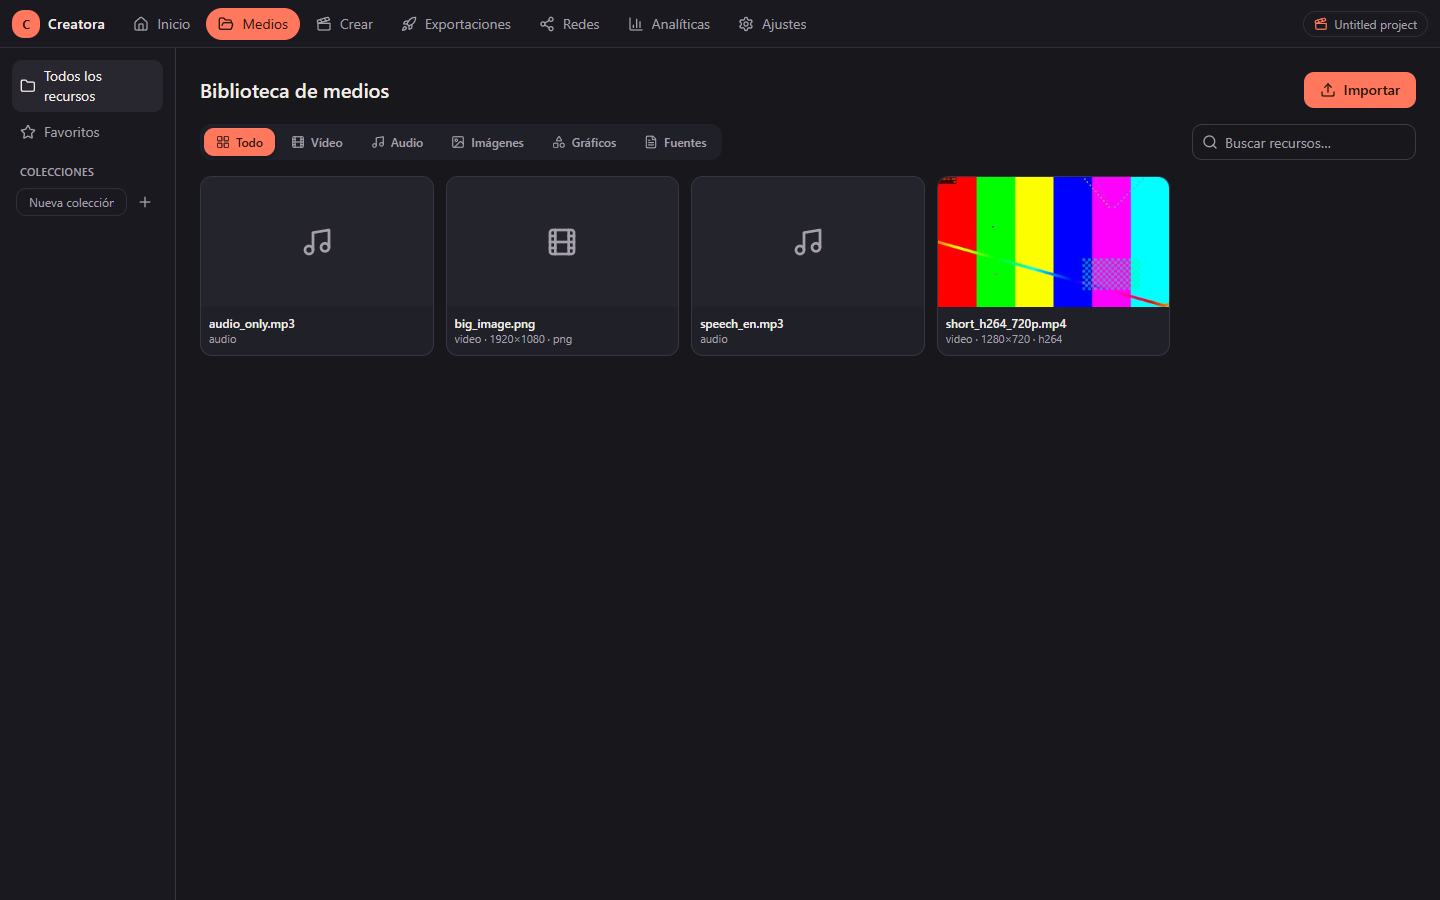 C Creatora Inicio Medios Crear Exportaciones Redes Analíticas Ajustes Untitled project
Todos los
recursos
Favoritos
COLECCIONES
Nueva colección
Biblioteca de medios
Importar
Todo Vídeo Audio Imágenes Gráficos Fuentes
Buscar recursos...
audio_only.mp3
audio
big_image.png
video · 1920×1080 · png
speech_en.mp3
audio
short_h264_720p.mp4
video · 1280×720 · h264